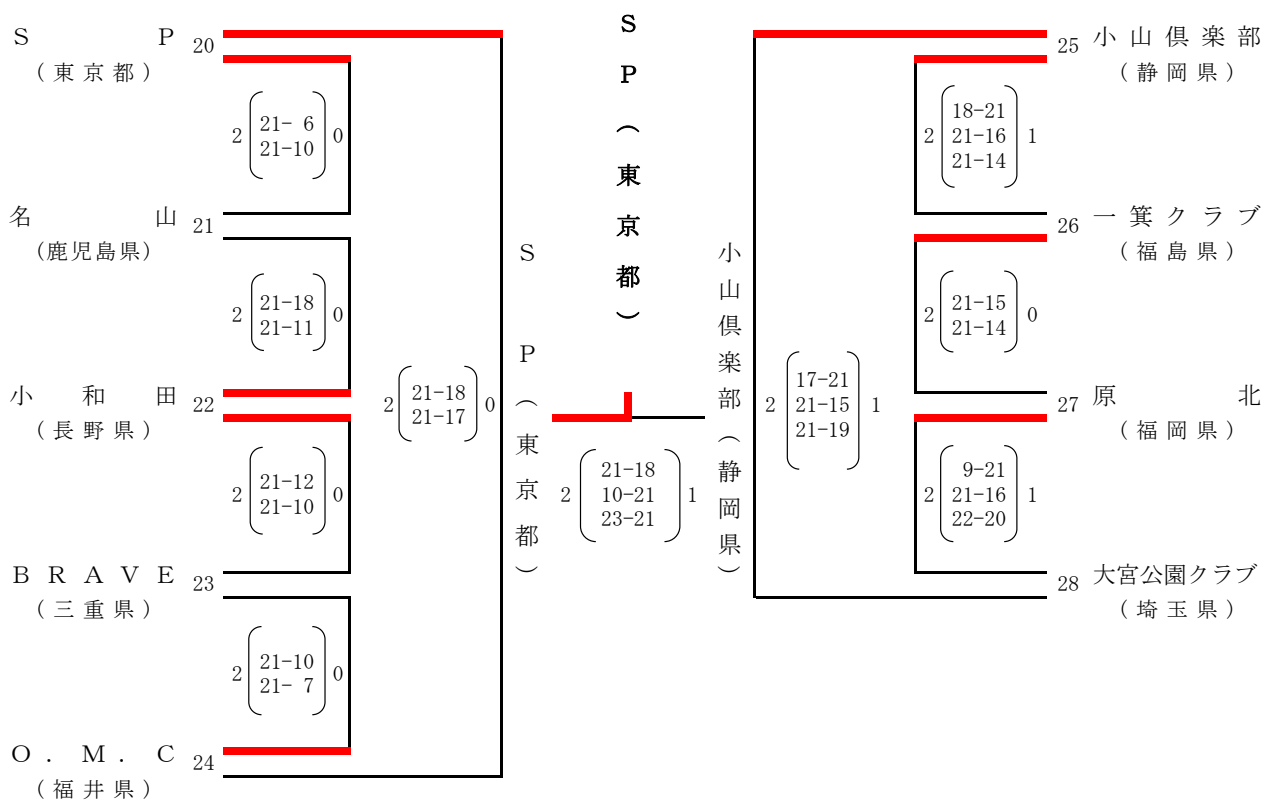 S P 20
(東京都)
2 21- 6 0
21-10
名山 21
(鹿児島県)
2 21-18 0
21-11
小和田 22
(長野県)
2 21-12 0
21-10
BRAVE 23
(三重県)
2 21-10 0
21- 7
O.M.C 24
(福井県)
2 21-18 0
21-17
SP(東京都)
SP(東京都)
2 21-18 1
10-21
23-21
小山倶楽部(静岡県)
2 17-21 1
21-15
21-19
25 小山倶楽部
(静岡県)
2 18-21 1
21-16
21-14
26 一箕クラブ
(福島県)
2 21-15 0
21-14
27 原北
(福岡県)
2 9-21 1
21-16
22-20
28 大宮公園クラブ
(埼玉県)